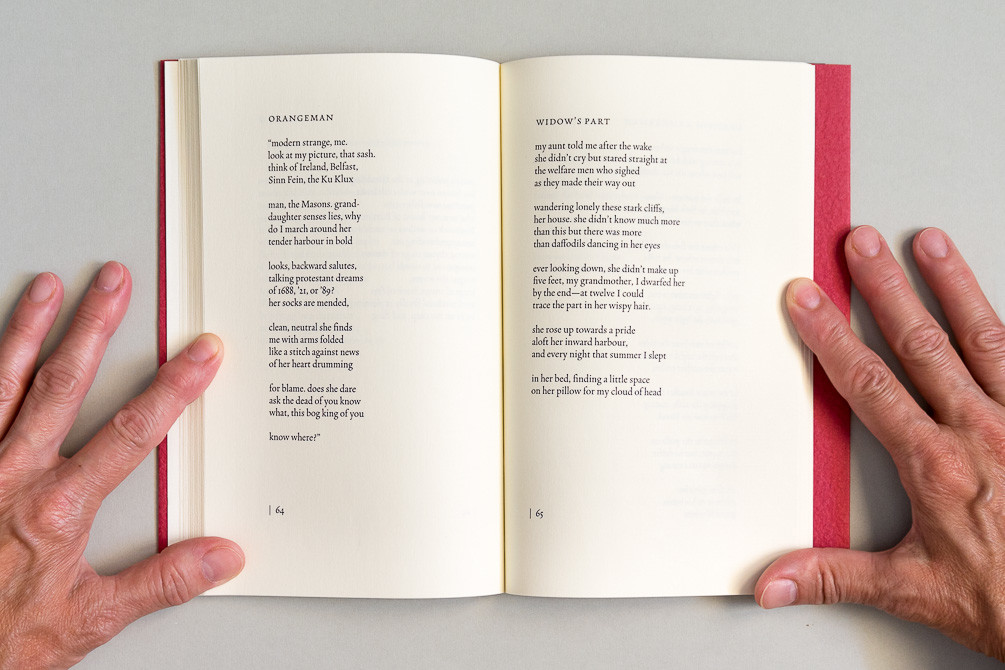 ORANGEMAN
“modern strange, me.
look at my picture, that sash.
think of Ireland, Belfast,
Sinn Fein, the Ku Klux
man, the Masons. grand-
daughter senses lies, why
do I march around her
tender harbour in bold
looks, backward salutes,
talking protestant dreams
of 1688, ’21, or ’89?
her socks are mended,
clean, neutral she finds
me with arms folded
like a stitch against news
of her heart drumming
for blame. does she dare
ask the dead of you know
what, this bog king of you
know where?”
| 64
WIDOW’S PART
my aunt told me after the wake
she didn’t cry but stared straight at
the welfare men who sighed
as they made their way out
wandering lonely these stark cliffs,
her house. she didn’t know much more
than this but there was more
than daffodils dancing in her eyes
ever looking down, she didn’t make up
five feet, my grandmother, I dwarfed her
by the end—at twelve I could
trace the part in her wispy hair.
she rose up towards a pride
aloft her inward harbour,
and every night that summer I slept
in her bed, finding a little space
on her pillow for my cloud of head
| 65